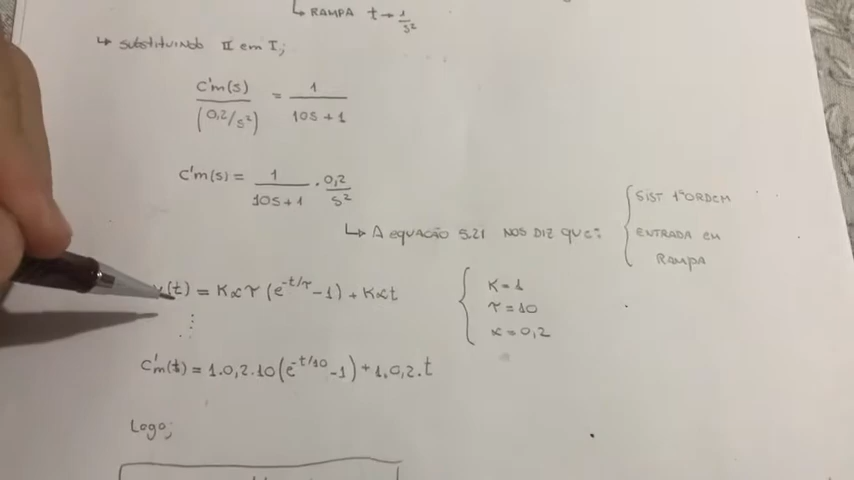 ↳ RAMPA t → 1/s²
↳ SUBSTITUINDO II em I;
C'm(s)/(0,2/s²) = 1/(10s + 1)
C'm(s) = 1/(10s + 1) . 0,2/s²
↳ A equação 5.21 NOS DIZ que: { SIST 1ª ORDEM
ENTRADA em
RAMPA
(t) = K∝τ (e^-t/τ - 1) + K∝t { K = 1
τ = 10
∝ = 0,2
⋮
C'm(t) = 1.0,2.10(e^-t/10 - 1) + 1.0,2.t
Logo;